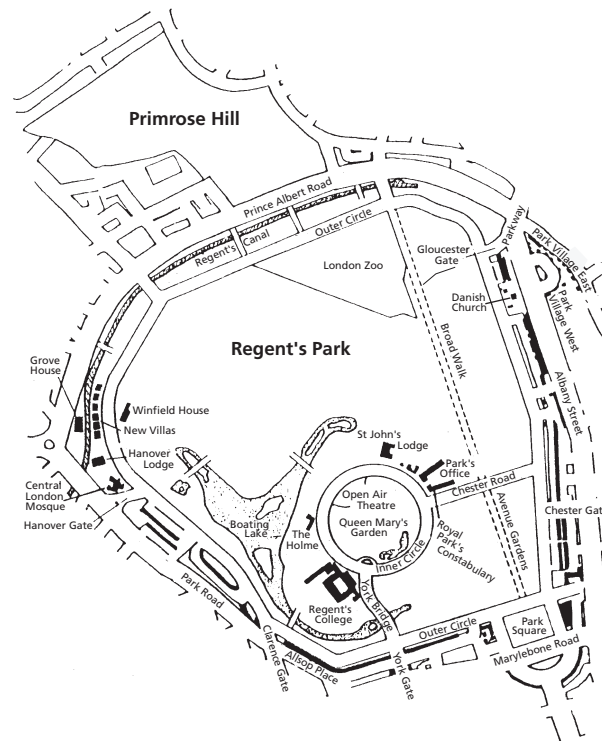 Primrose Hill
Prince Albert Road
Regent's Canal
Outer Circle
London Zoo
Gloucester
Gate
Parkway
Park Village East
Park
Village West
Danish
Church
Broad Walk
Regent's Park
Albany Street
Grove
House
Winfield House
New Villas
Hanover
Lodge
Central
London
Mosque
Hanover Gate
St John's
Lodge
Park's
Office
Chester Road
Open Air
Theatre
Queen Mary's
Garden
Boating
Lake
The
Holme
Inner Circle
Royal
Park's
Constabulary
Avenue Gardens
Chester Gat
Park Road
Regent's
College
York Bridge
Outer Circle
Park
Square
Marylebone Road
Clarence Gate
Allsop Place
York Gate